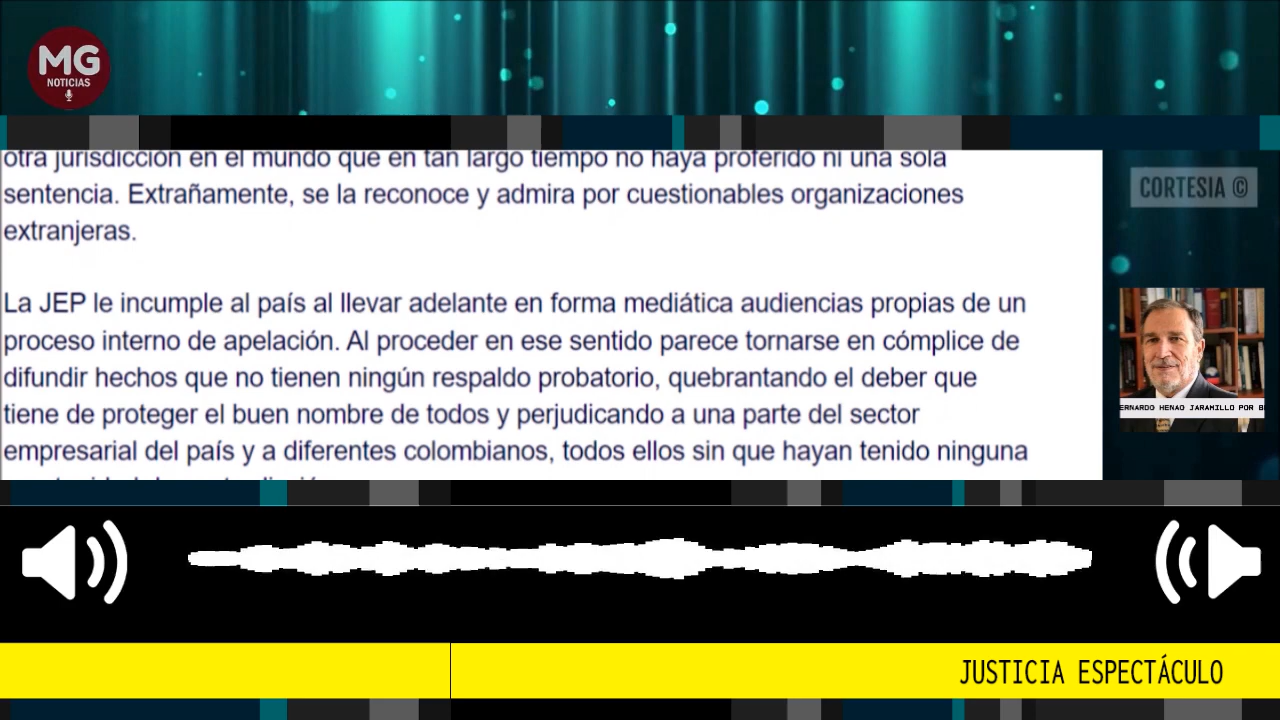 MG
NOTICIAS
otra jurisdicción en el mundo que en tan largo tiempo no haya proferido ni una sola
sentencia. Extrañamente, se la reconoce y admira por cuestionables organizaciones
extranjeras.
La JEP le incumple al país al llevar adelante en forma mediática audiencias propias de un
proceso interno de apelación. Al proceder en ese sentido parece tornarse en cómplice de
difundir hechos que no tienen ningún respaldo probatorio, quebrantando el deber que
tiene de proteger el buen nombre de todos y perjudicando a una parte del sector
empresarial del país y a diferentes colombianos, todos ellos sin que hayan tenido ninguna
CORTESIA ©
ERNARDO HENAO JARAMILLO POR B
JUSTICIA ESPECTÁCULO